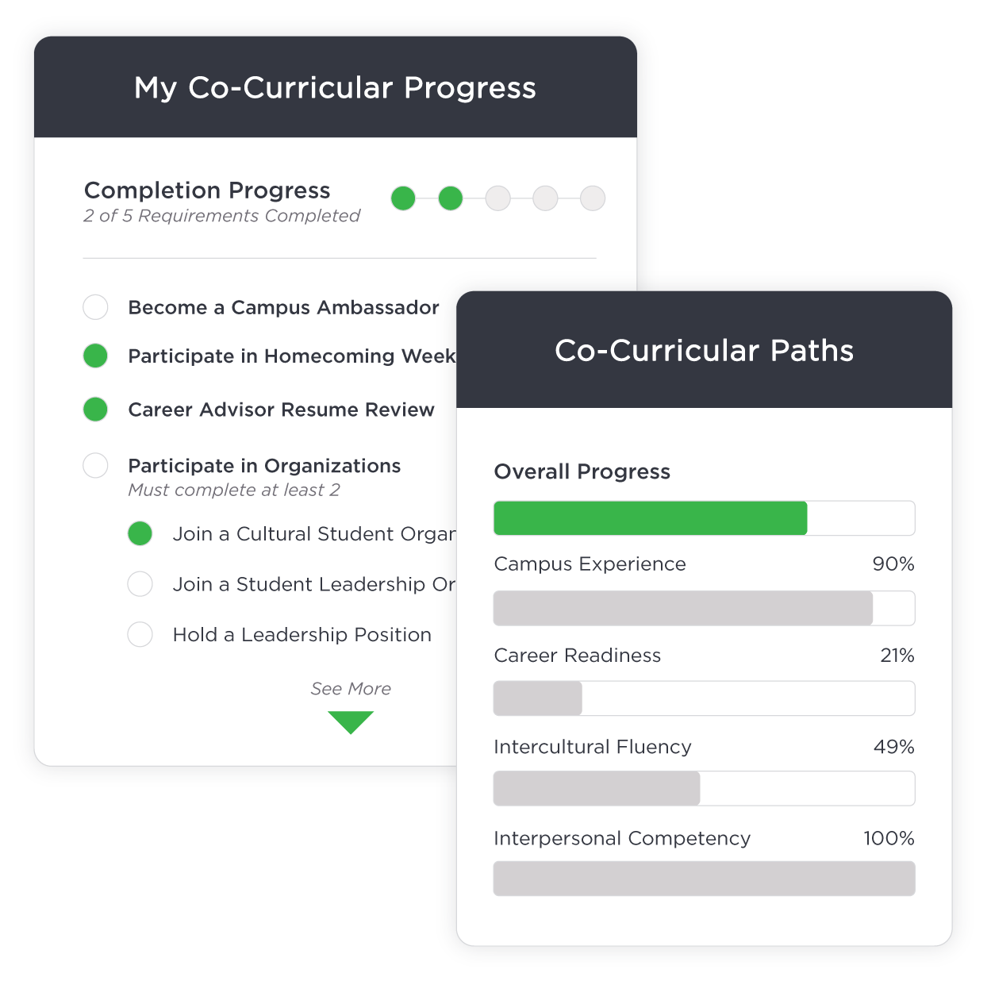 My Co-Curricular Progress
Completion Progress
2 of 5 Requirements Completed
Become a Campus Ambassador
Participate in Homecoming Week
Career Advisor Resume Review
Participate in Organizations
Must complete at least 2
Join a Cultural Student Organ
Join a Student Leadership Or
Hold a Leadership Position
See More
Co-Curricular Paths
Overall Progress
Campus Experience 90%
Career Readiness 21%
Intercultural Fluency 49%
Interpersonal Competency 100%